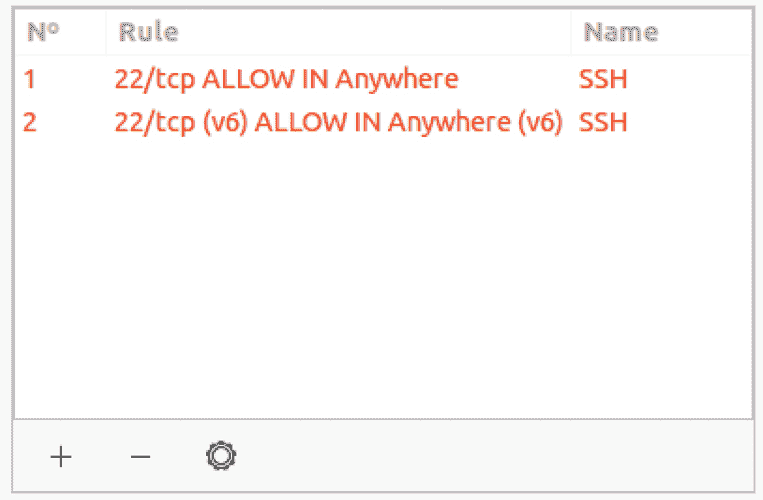 Nº Rule Name
1 22/tcp ALLOW IN Anywhere SSH
2 22/tcp (v6) ALLOW IN Anywhere (v6) SSH